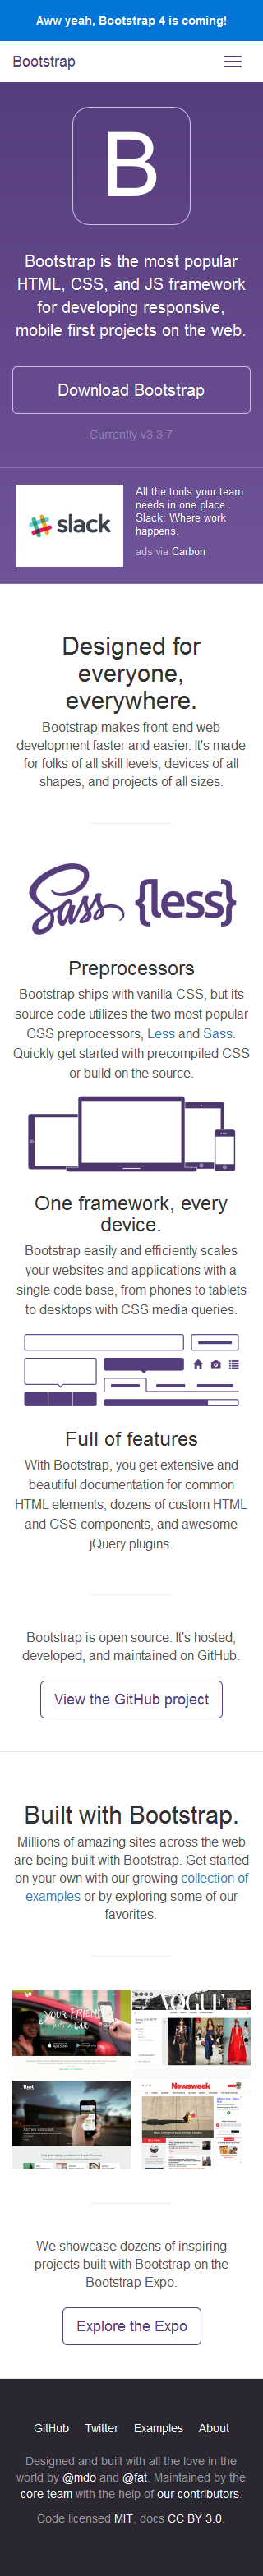 Aww yeah, Bootstrap 4 is coming!
Bootstrap
B
Bootstrap is the most popular
HTML, CSS, and JS framework
for developing responsive,
mobile first projects on the web.
Download Bootstrap
Currently v3.3.7
slack
All the tools your team
needs in one place.
Slack: Where work
happens.
ads via Carbon
Designed for
everyone,
everywhere.
Bootstrap makes front-end web
development faster and easier. It's made
for folks of all skill levels, devices of all
shapes, and projects of all sizes.
Sass {less}
Preprocessors
Bootstrap ships with vanilla CSS, but its
source code utilizes the two most popular
CSS preprocessors, Less and Sass.
Quickly get started with precompiled CSS
or build on the source.
One framework, every
device.
Bootstrap easily and efficiently scales
your websites and applications with a
single code base, from phones to tablets
to desktops with CSS media queries.
Full of features
With Bootstrap, you get extensive and
beautiful documentation for common
HTML elements, dozens of custom HTML
and CSS components, and awesome
jQuery plugins.
Bootstrap is open source. It's hosted,
developed, and maintained on GitHub.
View the GitHub project
Built with Bootstrap.
Millions of amazing sites across the web
are being built with Bootstrap. Get started
on your own with our growing collection of
examples or by exploring some of our
favorites.
YOUR FRIEND
VOGUE
Newsweek
We showcase dozens of inspiring
projects built with Bootstrap on the
Bootstrap Expo.
Explore the Expo
GitHub Twitter Examples About
Designed and built with all the love in the
world by @mdo and @fat. Maintained by the
core team with the help of our contributors.
Code licensed MIT, docs CC BY 3.0.